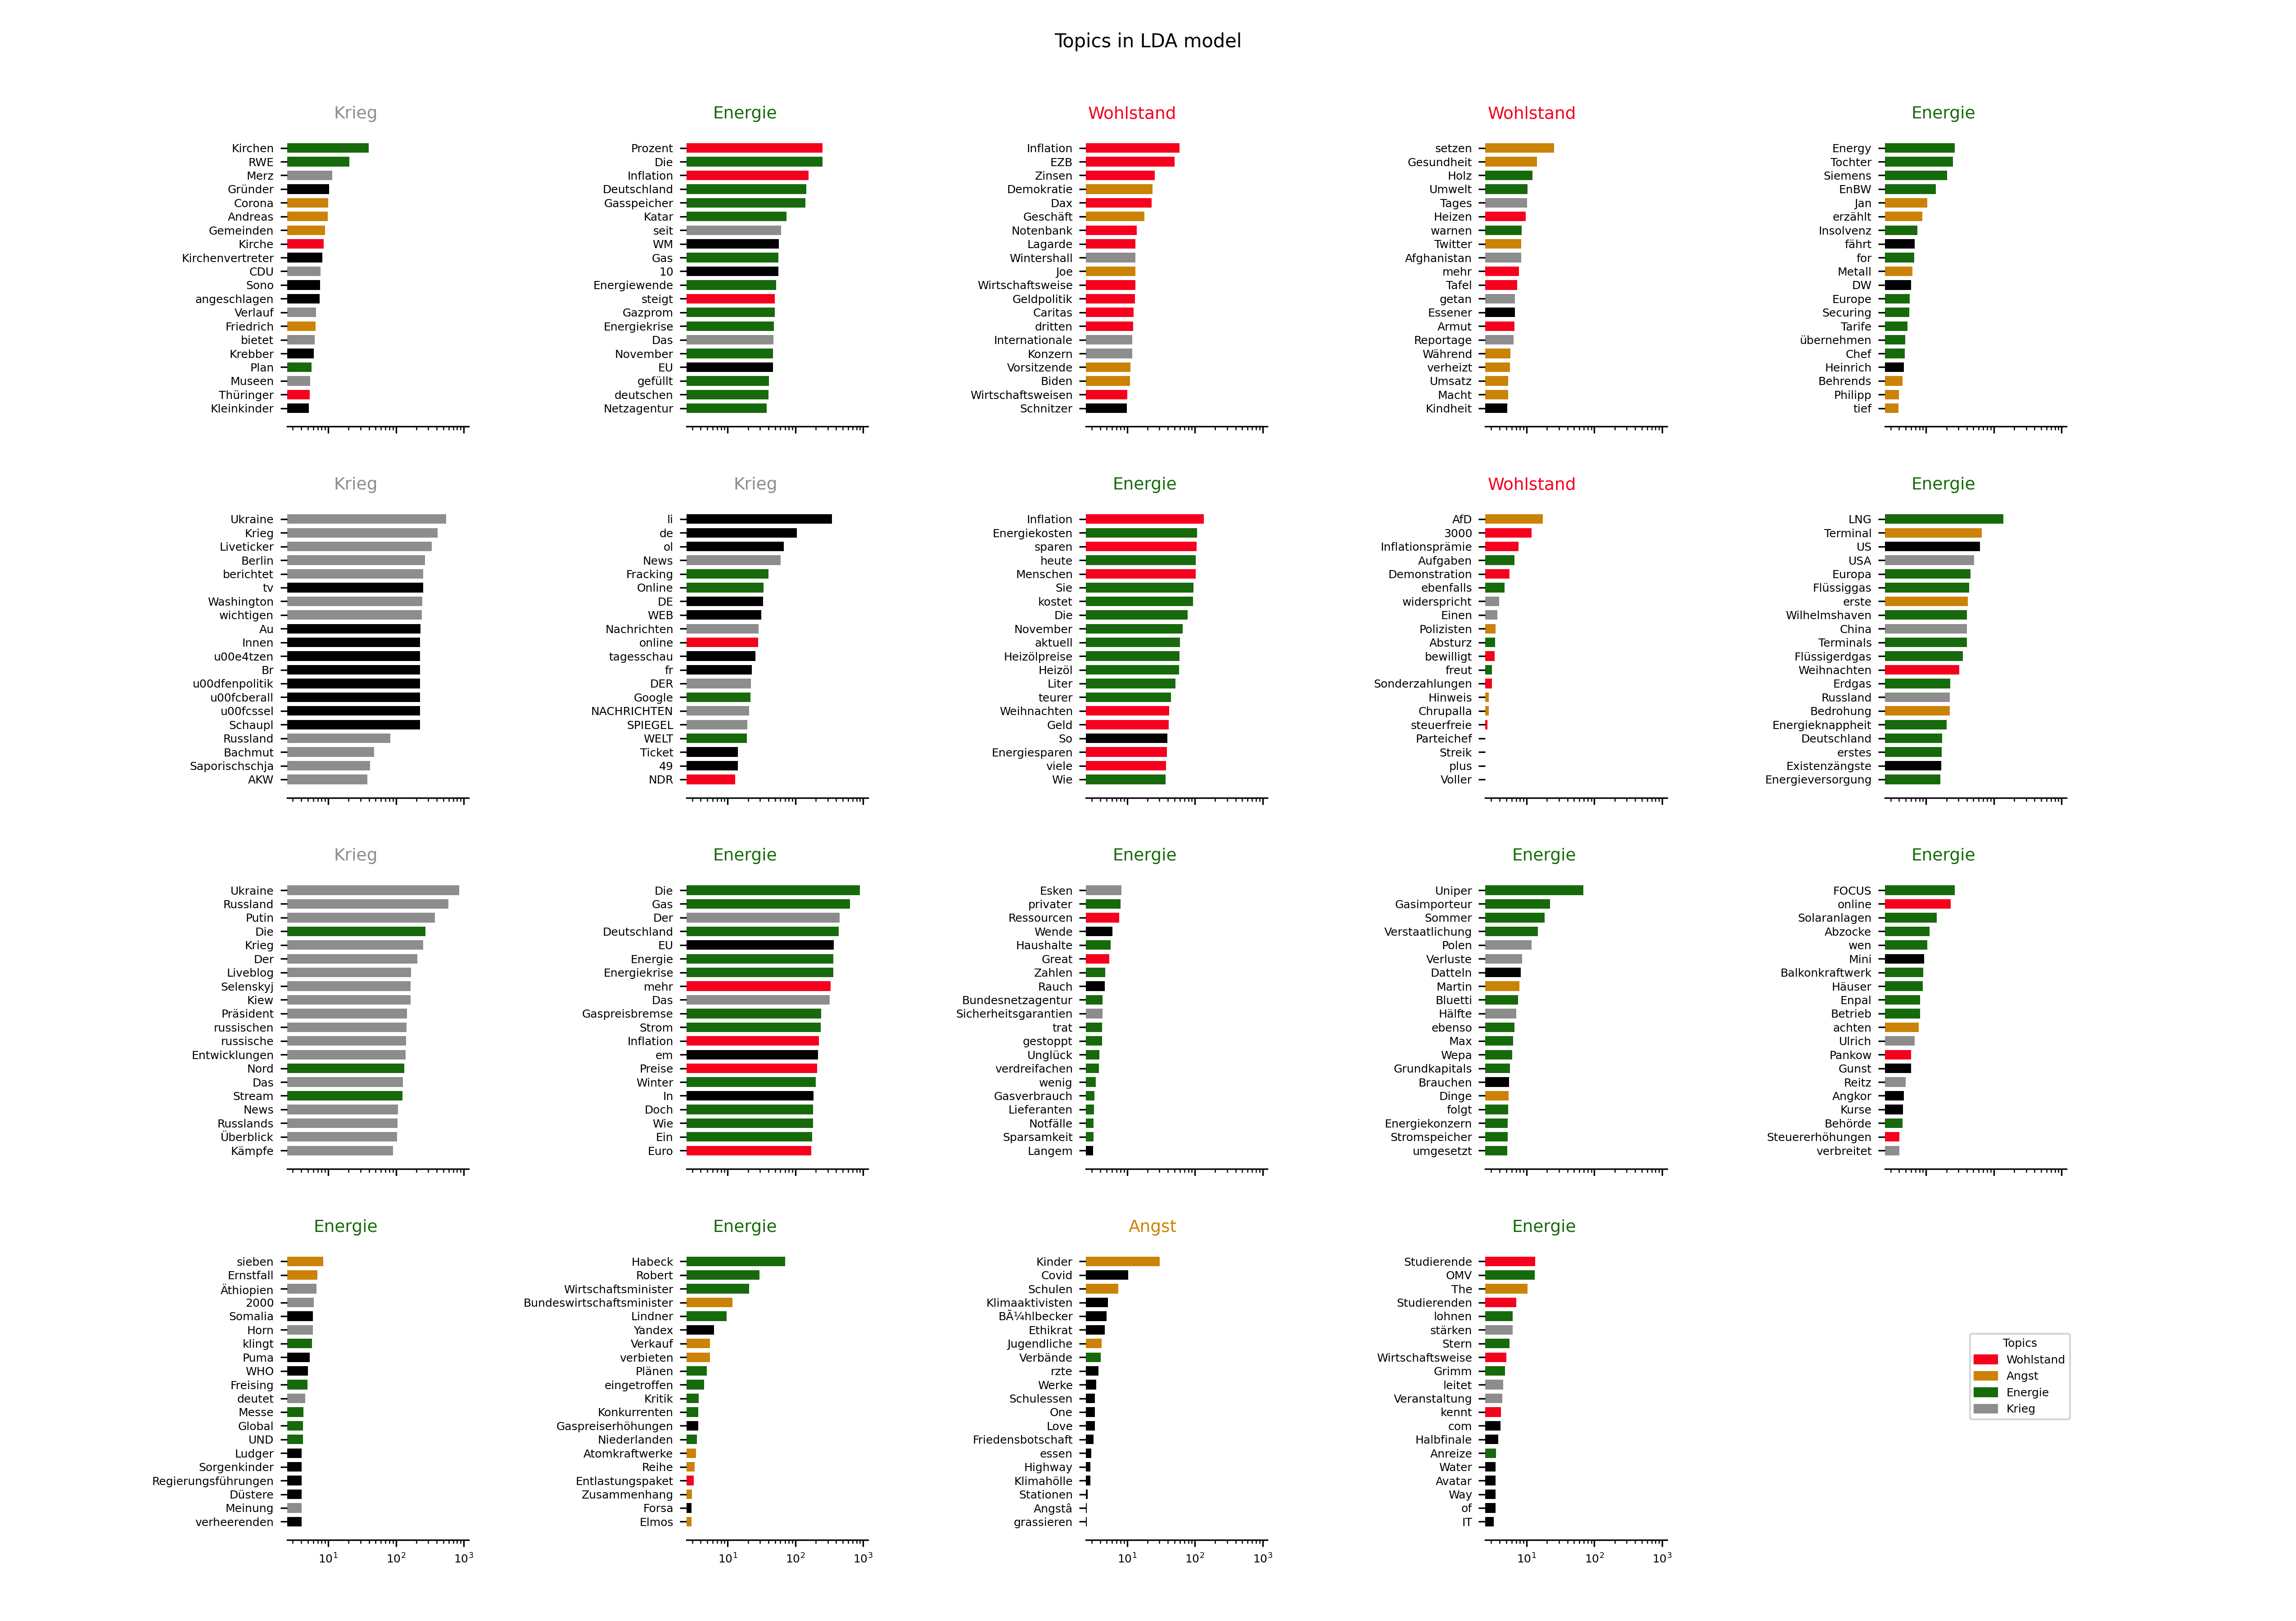 Topics in LDA model
Krieg
Kirchen
RWE
Merz
Gründer
Corona
Andreas
Gemeinden
Kirche
Kirchenvertreter
CDU
Sono
angeschlagen
Verlauf
Friedrich
bietet
Krebber
Plan
Museen
Thüringer
Kleinkinder
Energie
Prozent
Die
Inflation
Deutschland
Gasspeicher
Katar
seit
WM
Gas
10
Energiewende
steigt
Gazprom
Energiekrise
Das
November
EU
gefüllt
deutschen
Netzagentur
Wohlstand
Inflation
EZB
Zinsen
Demokratie
Dax
Geschäft
Notenbank
Lagarde
Wintershall
Joe
Wirtschaftsweise
Geldpolitik
Caritas
dritten
Internationale
Konzern
Vorsitzende
Biden
Wirtschaftsweisen
Schnitzer
Wohlstand
setzen
Gesundheit
Holz
Umwelt
Tages
Heizen
warnen
Twitter
Afghanistan
mehr
Tafel
getan
Essener
Armut
Reportage
Während
verheizt
Umsatz
Macht
Kindheit
Energie
Energy
Tochter
Siemens
EnBW
Jan
erzählt
Insolvenz
fährt
for
Metall
DW
Europe
Securing
Tarife
übernehmen
Chef
Heinrich
Behrends
Philipp
tief
Krieg
Ukraine
Krieg
Liveticker
Berlin
berichtet
tv
Washington
wichtigen
Au
Innen
u00e4tzen
Br
u00dfenpolitik
u00fcberall
u00fcssel
Schaupl
Russland
Bachmut
Saporischschja
AKW
Krieg
li
de
ol
News
Fracking
Online
DE
WEB
Nachrichten
online
tagesschau
fr
DER
Google
NACHRICHTEN
SPIEGEL
WELT
Ticket
49
NDR
Energie
Inflation
Energiekosten
sparen
heute
Menschen
Sie
kostet
Die
November
aktuell
Heizölpreise
Heizöl
Liter
teurer
Weihnachten
Geld
So
Energiesparen
viele
Wie
Wohlstand
AfD
3000
Inflationsprämie
Aufgaben
Demonstration
ebenfalls
widerspricht
Einen
Polizisten
Absturz
bewilligt
freut
Sonderzahlungen
Hinweis
Chrupalla
steuerfreie
Parteichef
Streik
plus
Voller
Energie
LNG
Terminal
US
USA
Europa
Flüssiggas
erste
Wilhelmshaven
China
Terminals
Flüssigerdgas
Weihnachten
Erdgas
Russland
Bedrohung
Energieknappheit
Deutschland
erstes
Existenzängste
Energieversorgung
Krieg
Ukraine
Russland
Putin
Die
Krieg
Der
Liveblog
Selenskyj
Kiew
Präsident
russischen
russische
Entwicklungen
Nord
Das
Stream
News
Russlands
Überblick
Kämpfe
Energie
Die
Gas
Der
Deutschland
EU
Energie
Energiekrise
mehr
Das
Gaspreisbremse
Strom
Inflation
em
Preise
Winter
In
Doch
Wie
Ein
Euro
Energie
Esken
privater
Ressourcen
Wende
Haushalte
Great
Zahlen
Rauch
Bundesnetzagentur
Sicherheitsgarantien
trat
gestoppt
Unglück
verdreifachen
wenig
Gasverbrauch
Lieferanten
Notfälle
Sparsamkeit
Langem
Energie
Uniper
Gasimporteur
Sommer
Verstaatlichung
Polen
Verluste
Datteln
Martin
Bluetti
Hälfte
ebenso
Max
Wepa
Grundkapitals
Brauchen
Dinge
folgt
Energiekonzern
Stromspeicher
umgesetzt
Energie
FOCUS
online
Solaranlagen
Abzocke
wen
Mini
Balkonkraftwerk
Häuser
Enpal
Betrieb
achten
Ulrich
Pankow
Gunst
Reitz
Angkor
Kurse
Behörde
Steuererhöhungen
verbreitet
Energie
sieben
Ernstfall
Äthiopien
2000
Somalia
Horn
klingt
Puma
WHO
Freising
deutet
Messe
Global
UND
Ludger
Sorgenkinder
Regierungsführungen
Düstere
Meinung
verheerenden
10¹ 10² 10³
Energie
Habeck
Robert
Wirtschaftsminister
Bundeswirtschaftsminister
Lindner
Yandex
Verkauf
verbieten
Plänen
eingetroffen
Kritik
Konkurrenten
Gaspreiserhöhungen
Niederlanden
Atomkraftwerke
Reihe
Entlastungspaket
Zusammenhang
Forsa
Elmos
10¹ 10² 10³
Angst
Kinder
Covid
Schulen
Klimaaktivisten
BÃ¼hlbecker
Ethikrat
Jugendliche
Verbände
rzte
Werke
Schulessen
One
Love
Friedensbotschaft
essen
Highway
Klimahölle
Stationen
Angstâ
grassieren
10¹ 10² 10³
Energie
Studierende
OMV
The
Studierenden
lohnen
stärken
Stern
Wirtschaftsweise
Grimm
leitet
Veranstaltung
kennt
com
Halbfinale
Anreize
Water
Avatar
Way
of
IT
10¹ 10² 10³
Topics
Wohlstand
Angst
Energie
Krieg